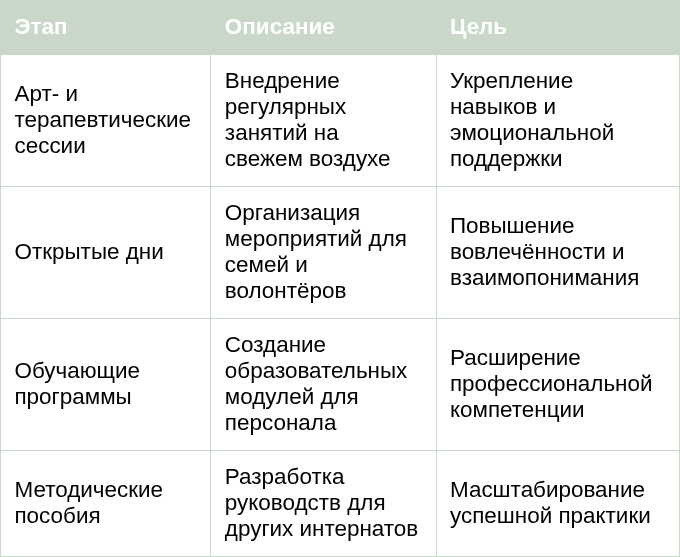 Этап
Описание
Цель
Арт- и
терапевтические
сессии
Внедрение
регулярных
занятий на
свежем воздухе
Укрепление
навыков и
эмоциональной
поддержки
Открытые дни
Организация
мероприятий для
семей и
волонтёров
Повышение
вовлечённости и
взаимопонимания
Обучающие
программы
Создание
образовательных
модулей для
персонала
Расширение
профессиональной
компетенции
Методические
пособия
Разработка
руководств для
других интернатов
Масштабирование
успешной практики